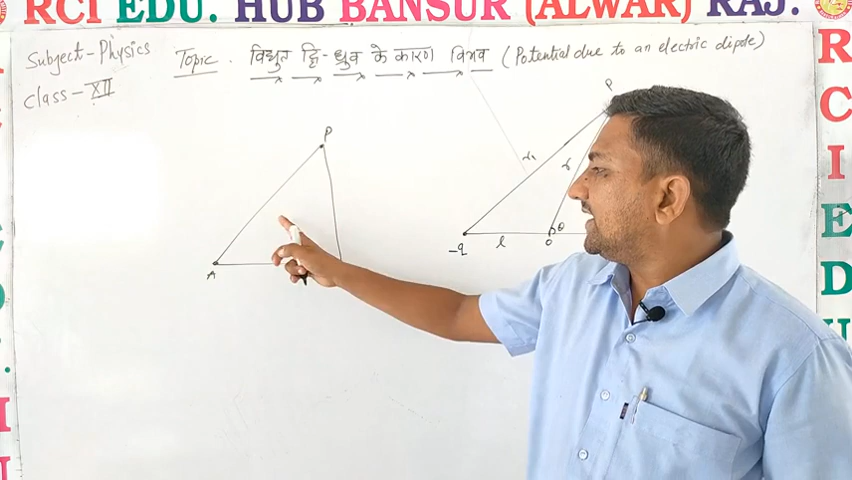 RCI EDU. HUB BANSUR (ALWAR) RAJ.
Subject - Physics
Class - XII
Topic . विधुत द्वि-ध्रुव के कारण विभव (Potential due to an electric dipole)
P
A
P
r₁
r
-q
l
O
θ
R
C
I
E
D